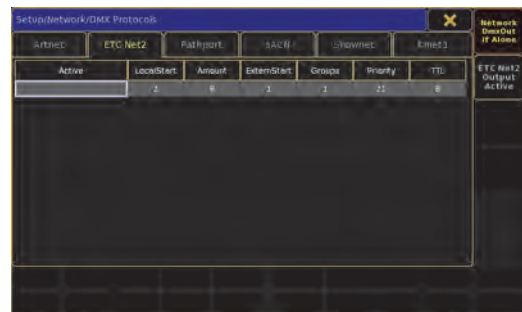 Setup/Network/DMX Protocols
Network
DmxOut
if Alone
Artnet
ETC Net2
Pathport
sACN
Shownet
Kinet1
ETC Net2
Output
Active
Active
LocalStart
Amount
ExternStart
Groups
Priority
TTL
1
8
1
1
21
8